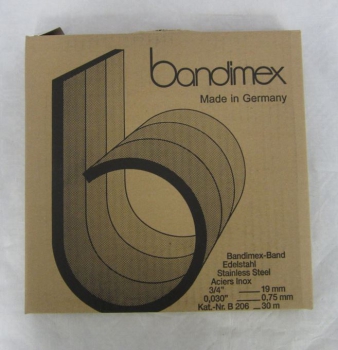 bandimex
Made in Germany
Bandimex-Band
Edelstahl
Stainless Steel
Aciers Inox
3/4" 19 mm
0,030" 0,75 mm
Kat.-Nr. B 206 30 m